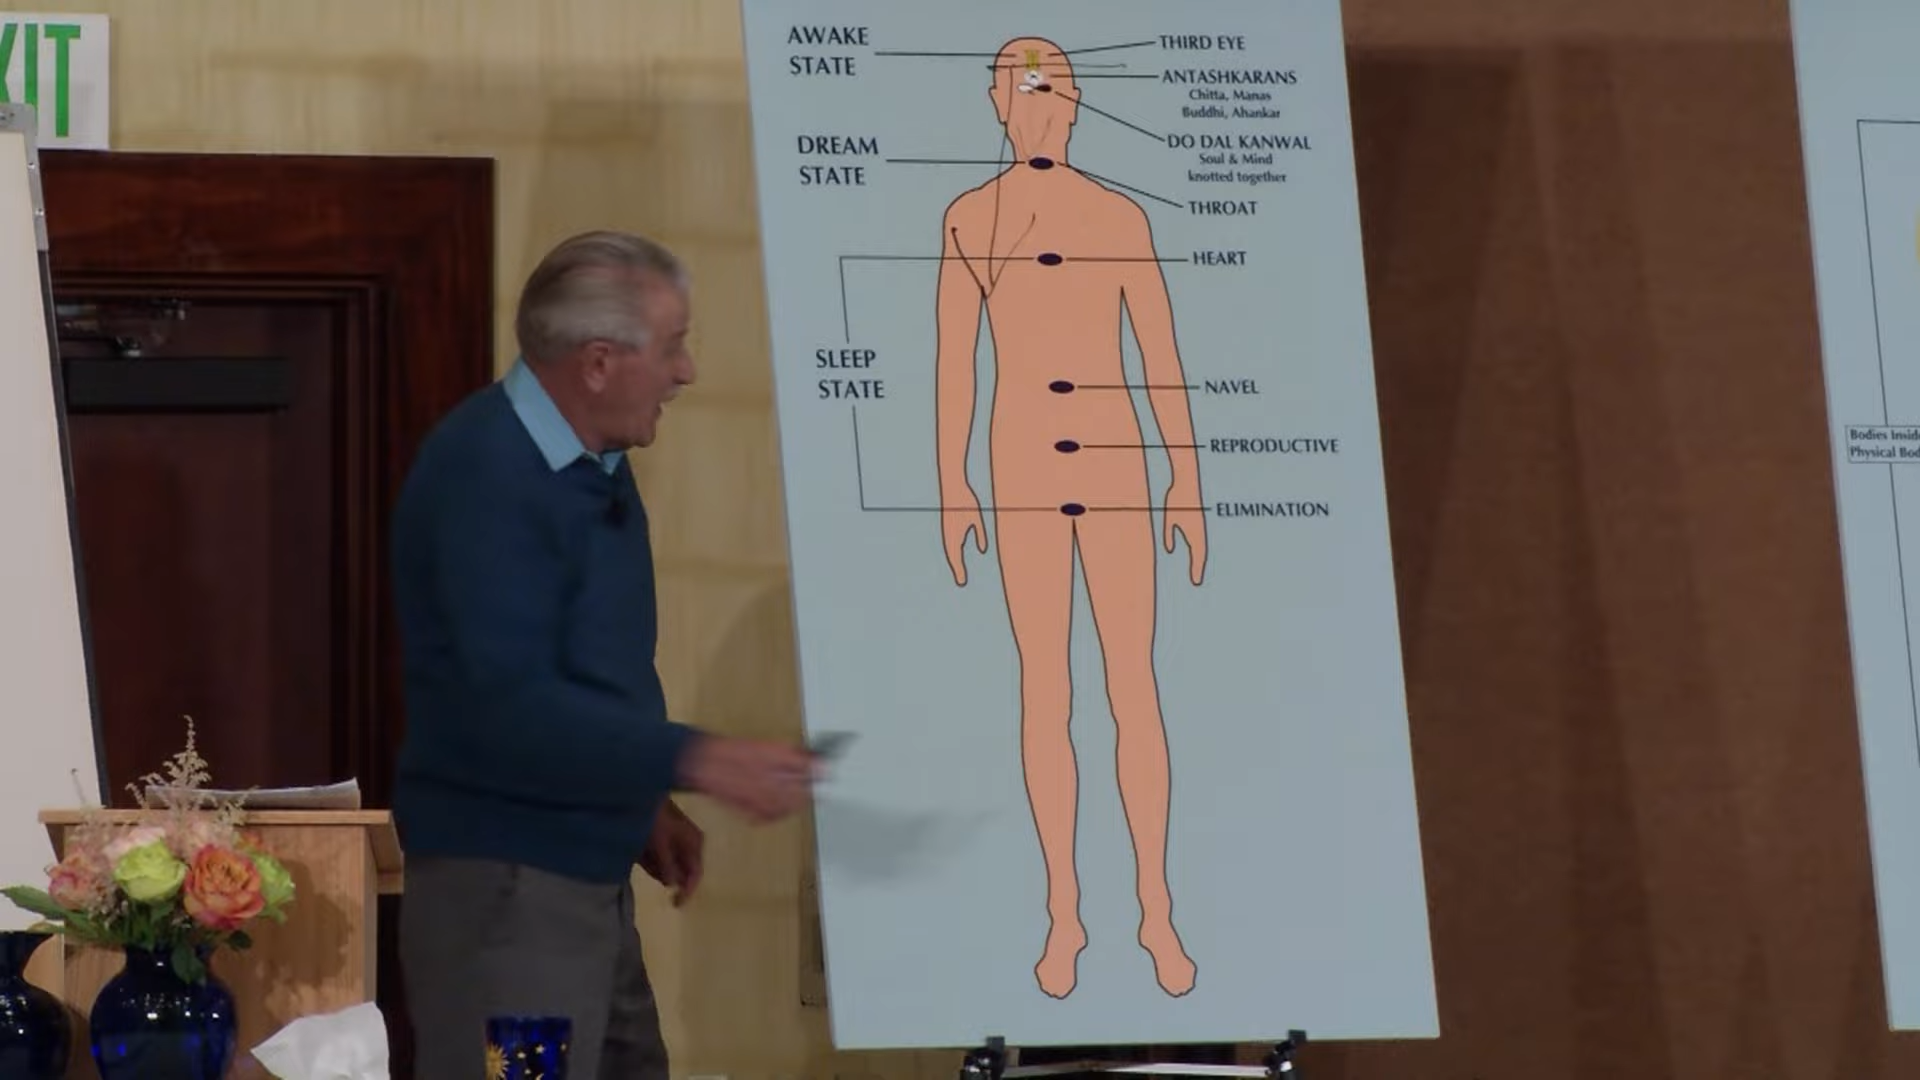 XIT
AWAKE
STATE
THIRD EYE
ANTASHKARANS
Chitta, Manas
Buddhi, Ahankar
DREAM
STATE
DO DAL KANWAL
Soul & Mind
knotted together
THROAT
HEART
SLEEP
STATE
NAVEL
REPRODUCTIVE
ELIMINATION
Bodies Insid
Physical Bod